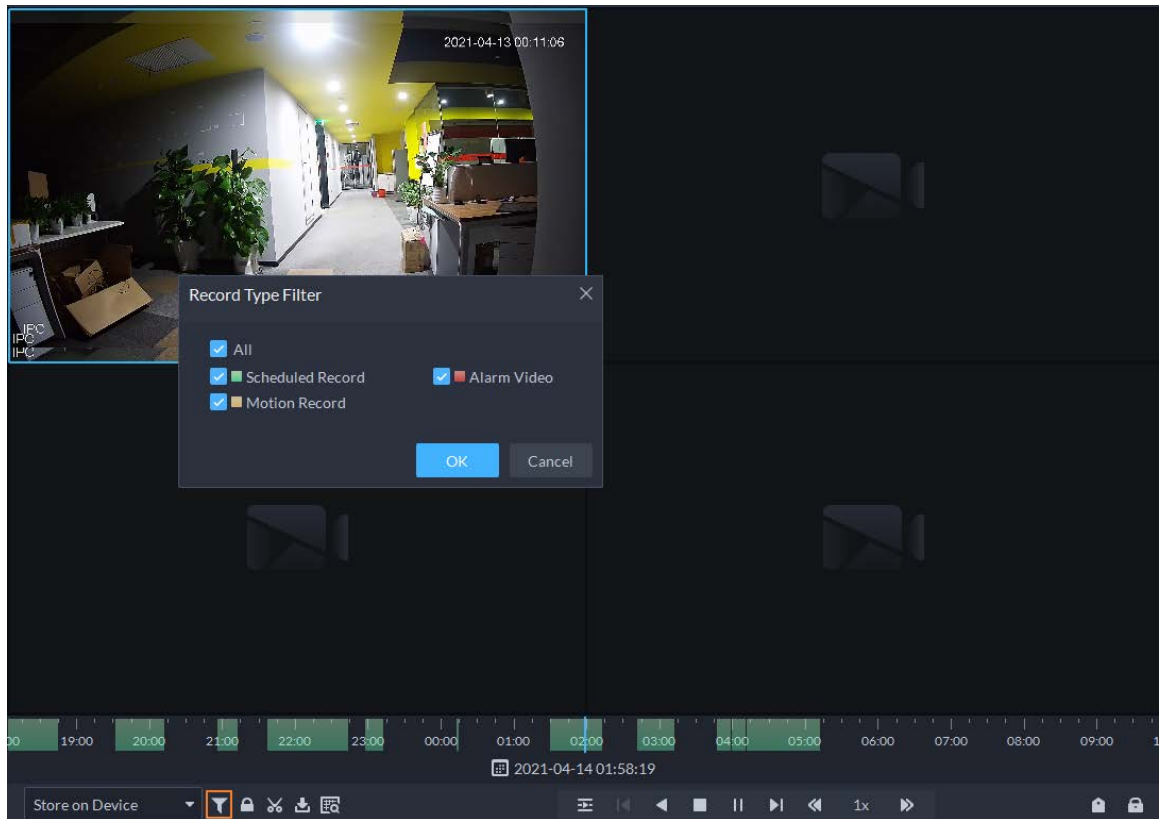 2021-04-13 00:11:06
IPC
IPC
IPC
Record Type Filter
All
Scheduled Record Alarm Video
Motion Record
OK Cancel
00 19:00 20:00 21:00 22:00 23:00 00:00 01:00 02:00 03:00 04:00 05:00 06:00 07:00 08:00 09:00 1
2021-04-14 01:58:19
Store on Device 1x